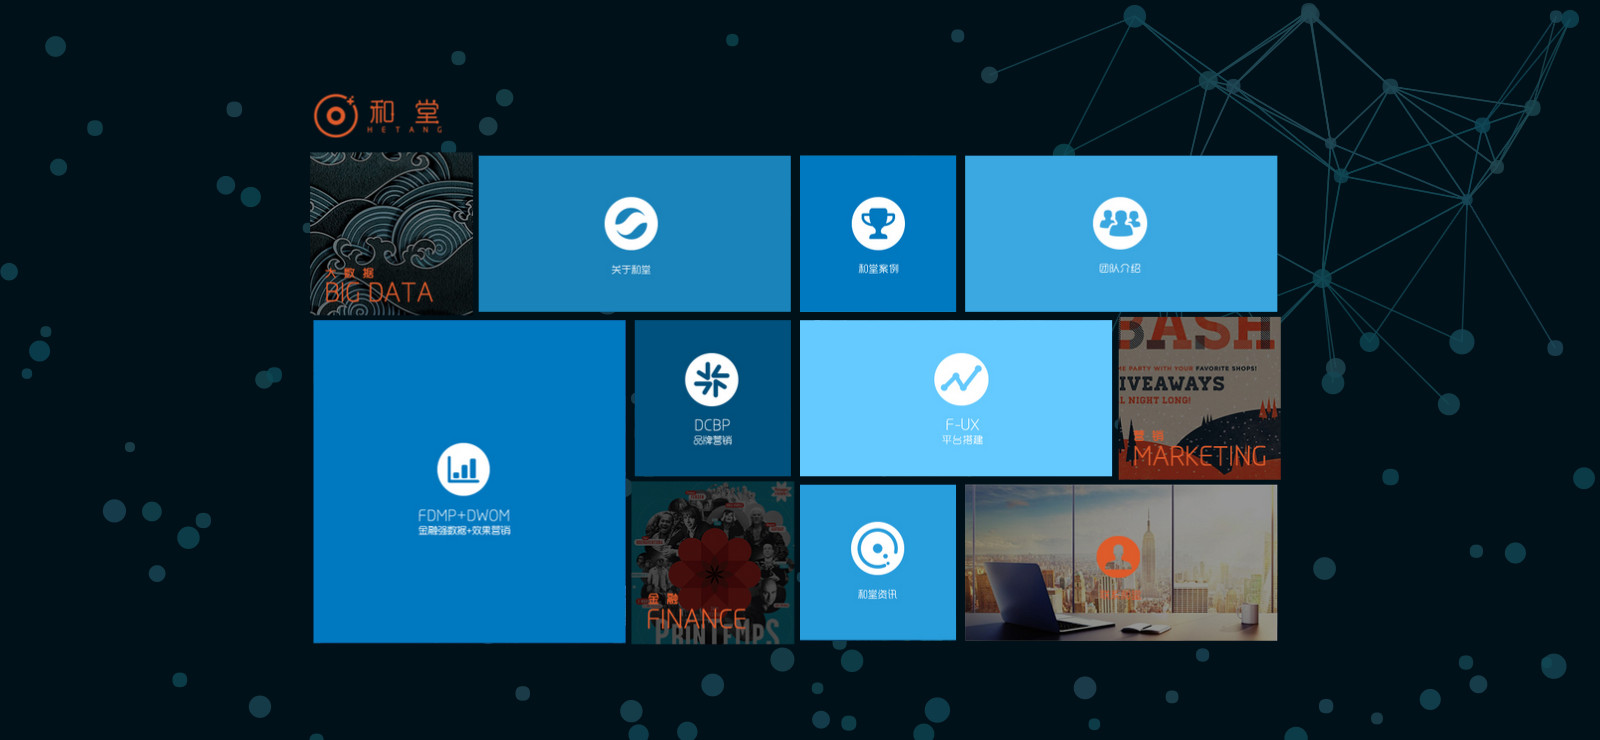 和堂
HETANG
大数据
BIG DATA
关于和堂
和堂案例
团队介绍
FDMP+DWOM
金融强数据+效果营销
DCBP
品牌营销
F-UX
平台搭建
BASH
PARTY WITH YOUR FAVORITE SHOPS!
IVEAWAYS
L NIGHT LONG!
营销
MARKETING
金融
FINANCE
PRINTEMPS
和堂资讯